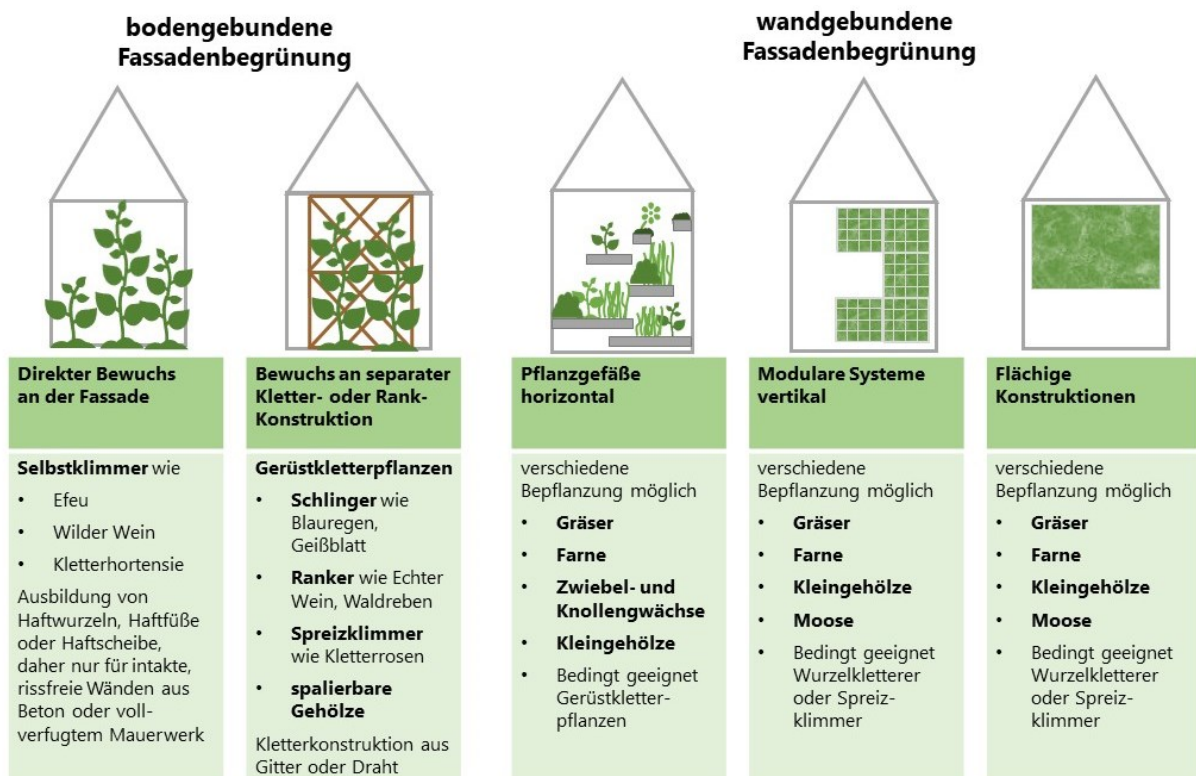 bodengebundene
Fassadenbegrünung
wandgebundene
Fassadenbegrünung
Direkter Bewuchs
an der Fassade
Selbstklimmer wie
• Efeu
• Wilder Wein
• Kletterhortensie
Ausbildung von
Haftwurzeln, Haftfüße
oder Haftscheibe,
daher nur für intakte,
rissfreie Wänden aus
Beton oder voll-
verfugtem Mauerwerk
Bewuchs an separater
Kletter- oder Rank-
Konstruktion
Gerüstkletterpflanzen
• Schlinger wie
Blauregen,
Geißblatt
• Ranker wie Echter
Wein, Waldreben
• Spreizklimmer
wie Kletterrosen
• spalierbare
Gehölze
Kletterkonstruktion aus
Gitter oder Draht
Pflanzgefäße
horizontal
verschiedene
Bepflanzung möglich
• Gräser
• Farne
• Zwiebel- und
Knollengwächse
• Kleingehölze
• Bedingt geeignet
Gerüstkletter-
pflanzen
Modulare Systeme
vertikal
verschiedene
Bepflanzung möglich
• Gräser
• Farne
• Kleingehölze
• Moose
• Bedingt geeignet
Wurzelkletterer
oder Spreiz-
klimmer
Flächige
Konstruktionen
verschiedene
Bepflanzung möglich
• Gräser
• Farne
• Kleingehölze
• Moose
• Bedingt geeignet
Wurzelkletterer
oder Spreiz-
klimmer